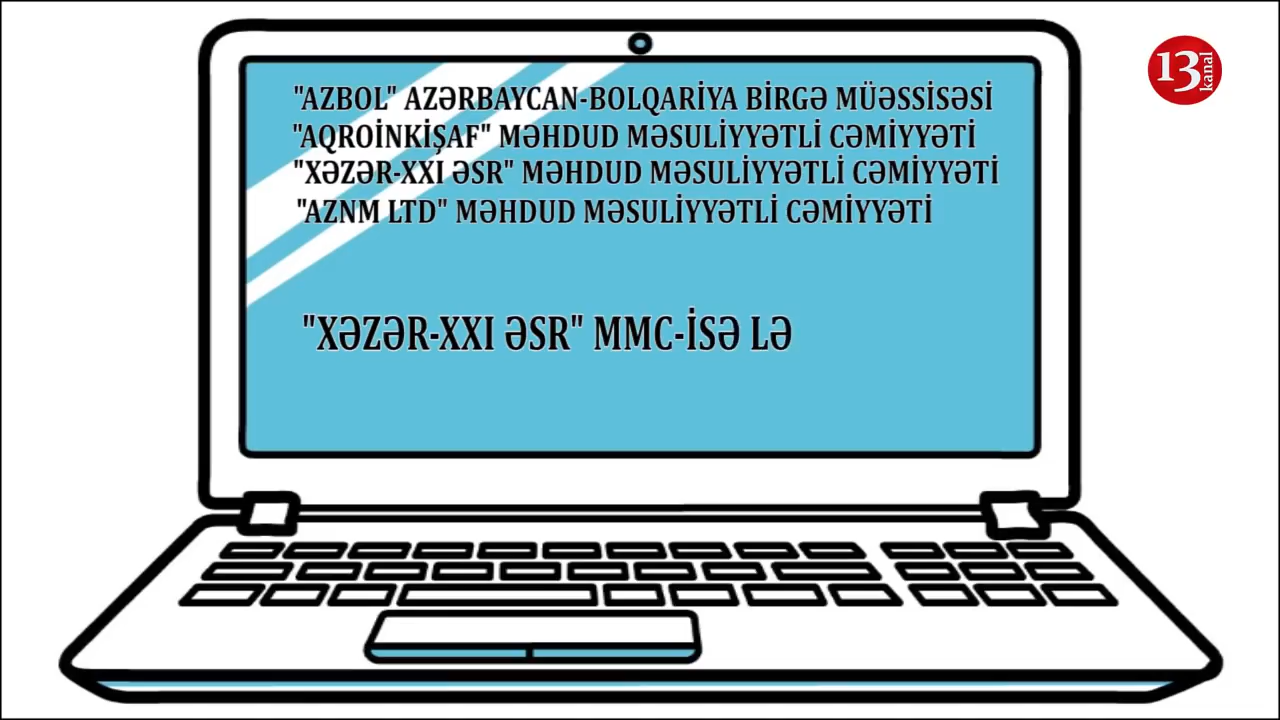 13 kanal
"AZBOL" AZƏRBAYCAN-BOLQARİYA BİRGƏ MÜƏSSİSƏSİ
"AQROİNKİŞAF" MƏHDUD MƏSULİYYƏTLİ CƏMİYYƏTİ
"XƏZƏR-XXI ƏSR" MƏHDUD MƏSULİYYƏTLİ CƏMİYYƏTİ
"AZNM LTD" MƏHDUD MƏSULİYYƏTLİ CƏMİYYƏTİ
"XƏZƏR-XXI ƏSR" MMC-İSƏ LƏ